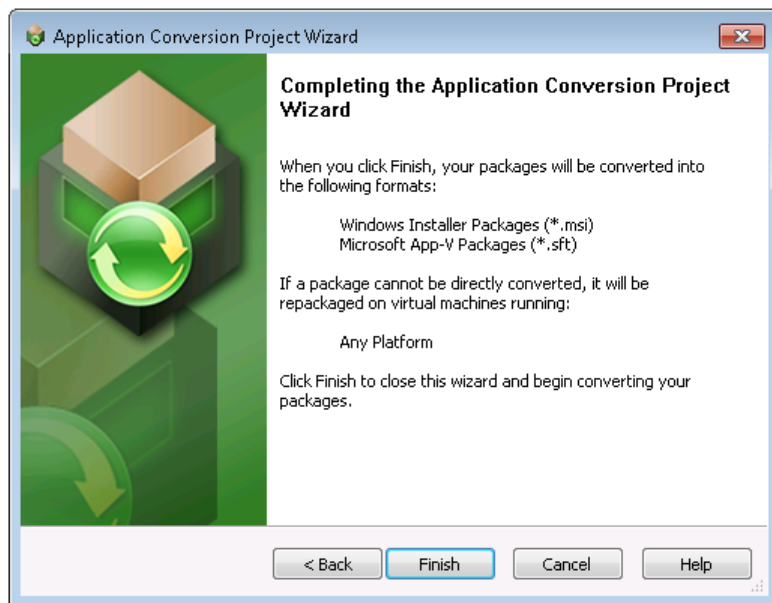 Application Conversion Project Wizard
Completing the Application Conversion Project
Wizard
When you click Finish, your packages will be converted into
the following formats:
Windows Installer Packages (*.msi)
Microsoft App-V Packages (*.sft)
If a package cannot be directly converted, it will be
repackaged on virtual machines running:
Any Platform
Click Finish to close this wizard and begin converting your
packages.
< Back
Finish
Cancel
Help